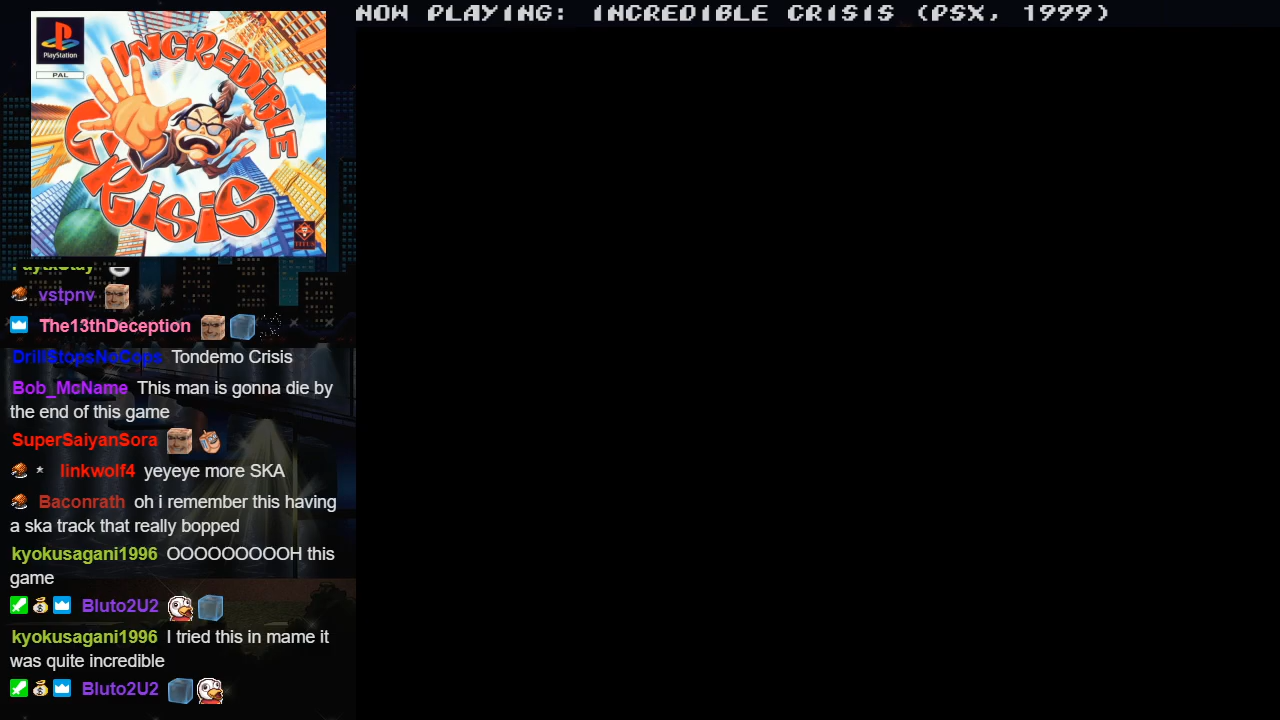 NOW PLAYING: INCREDIBLE CRISIS (PSX, 1999)
PlayStation
PAL
INCREDIBLE
CRISIS
TITUS
vstpnv
The13thDeception
DrillStopsNoCops Tondemo Crisis
Bob_McName This man is gonna die by
the end of this game
SuperSaiyanSora
* linkwolf4 yeyeye more SKA
Baconrath oh i remember this having
a ska track that really bopped
kyokusagani1996 OOOOOOOOOH this
game
Bluto2U2
kyokusagani1996 I tried this in mame it
was quite incredible
Bluto2U2